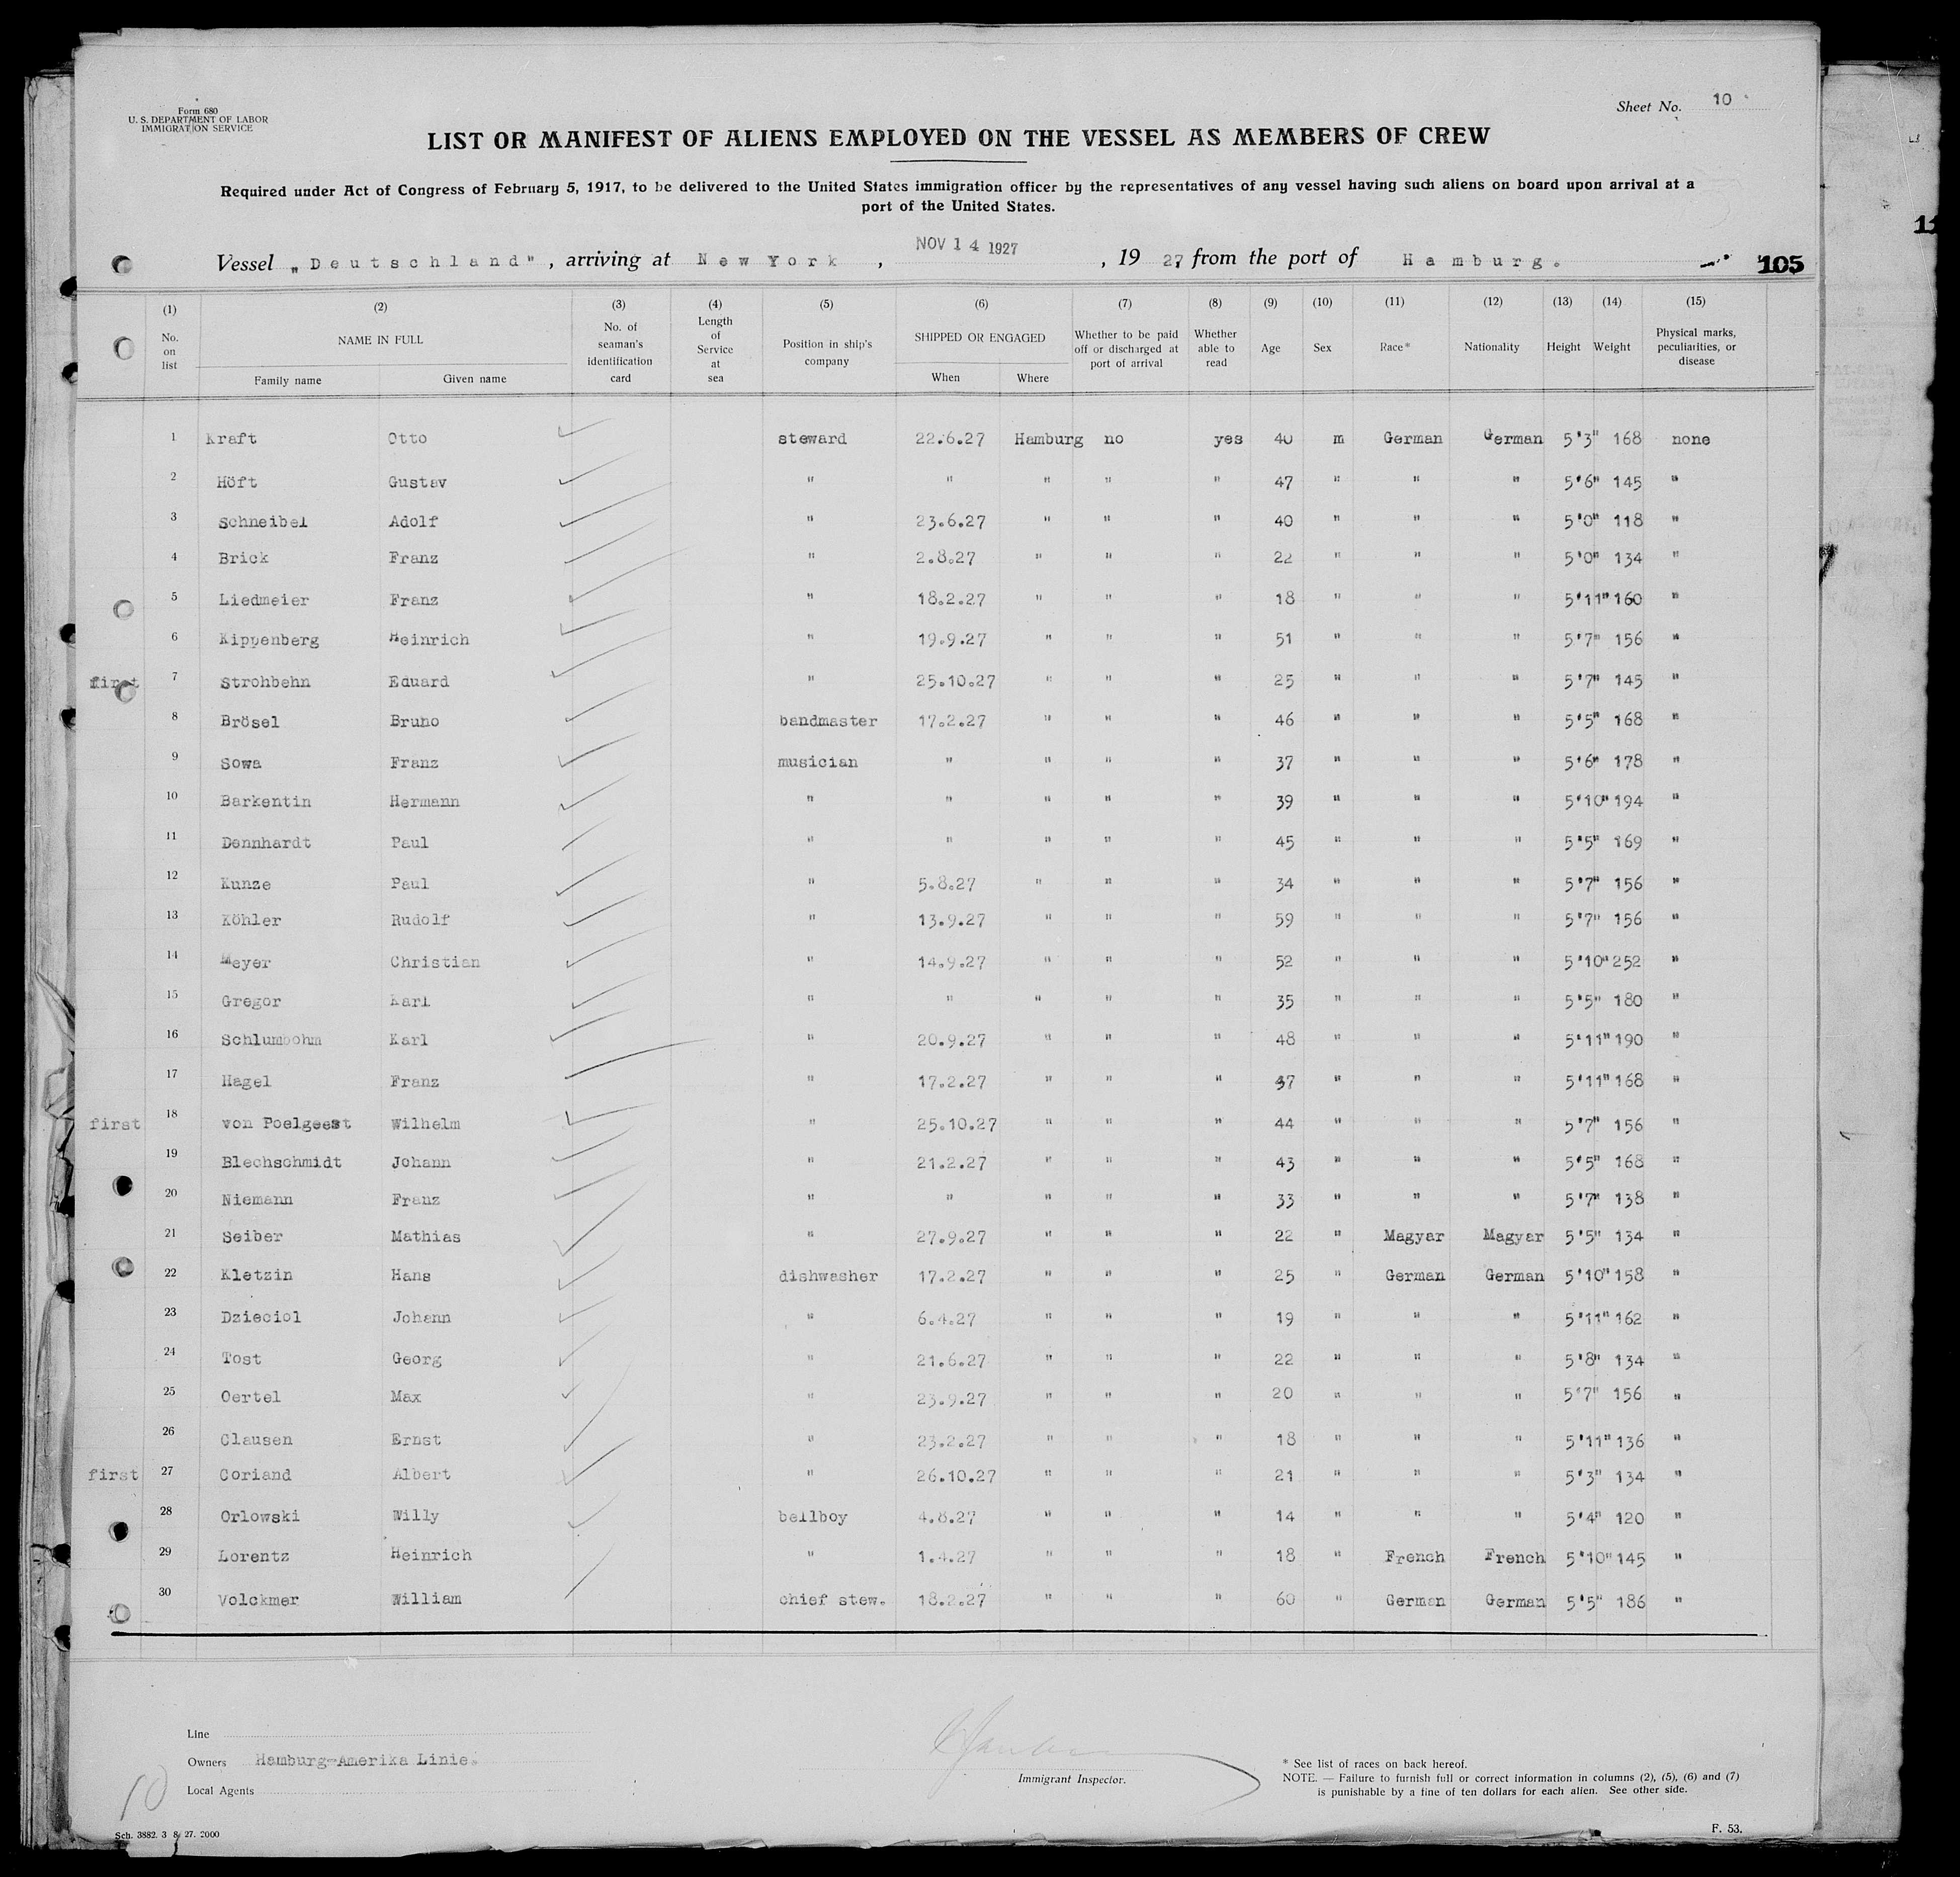 Form 680
U. S. DEPARTMENT OF LABOR
IMMIGRATION SERVICE
Sheet No. 10
LIST OR MANIFEST OF ALIENS EMPLOYED ON THE VESSEL AS MEMBERS OF CREW
Required under Act of Congress of February 5, 1917, to be delivered to the United States immigration officer by the representatives of any vessel having such aliens on board upon arrival at a
port of the United States.
Vessel „Deutschland", arriving at New York, NOV 14 1927, 19 27 from the port of Hamburg.
105
(1) (2) (3) (4) (5) (6) (7) (8) (9) (10) (11) (12) (13) (14) (15)
No. on list NAME IN FULL Family name Given name No. of seaman's identification card Length of Service at sea Position in ship's company SHIPPED OR ENGAGED When Where Whether to be paid off or discharged at port of arrival Whether able to read Age Sex Race* Nationality Height Weight Physical marks, peculiarities, or disease
1 Kraft Otto steward 22.6.27 Hamburg no yes 40 m German German 5'3" 168 none
2 Höft Gustav " " " " " 47 " " " 5'6" 145 "
3 Schneibel Adolf " 23.6.27 " " " 40 " " " 5'0" 118 "
4 Brick Franz " 2.8.27 " " " 22 " " " 5'0" 134 "
5 Liedmeier Franz " 18.2.27 " " " 18 " " " 5'11" 160 "
6 Kippenberg Heinrich " 19.9.27 " " " 51 " " " 5'7" 156 "
first 7 Strohbehn Eduard " 25.10.27 " " " 25 " " " 5'7" 145 "
8 Brösel Bruno bandmaster 17.2.27 " " " 46 " " " 5'5" 168 "
9 Sowa Franz musician " " " " 37 " " " 5'6" 178 "
10 Barkentin Hermann " " " " " 39 " " " 5'10" 194 "
11 Dennhardt Paul " " " " " 45 " " " 5'5" 169 "
12 Kunze Paul " 5.8.27 " " " 34 " " " 5'7" 156 "
13 Köhler Rudolf " 13.9.27 " " " 59 " " " 5'7" 156 "
14 Meyer Christian " 14.9.27 " " " 52 " " " 5'10" 252 "
15 Gregor Karl " " " " " 35 " " " 5'5" 180 "
16 Schlumbohm Karl " 20.9.27 " " " 48 " " " 5'11" 190 "
17 Hagel Franz " 17.2.27 " " " 37 " " " 5'11" 168 "
first 18 von Poelgeest Wilhelm " 25.10.27 " " " 44 " " " 5'7" 156 "
19 Blechschmidt Johann " 21.2.27 " " " 43 " " " 5'5" 168 "
20 Niemann Franz " " " " " 33 " " " 5'7" 138 "
21 Seiber Mathias " 27.9.27 " " " 22 " Magyar Magyar 5'5" 134 "
22 Kletzin Hans dishwasher 17.2.27 " " " 25 " German German 5'10" 158 "
23 Dzieciol Johann " 6.4.27 " " " 19 " " " 5'11" 162 "
24 Tost Georg " 21.6.27 " " " 22 " " " 5'8" 134 "
25 Oertel Max " 23.9.27 " " " 20 " " " 5'7" 156 "
26 Clausen Ernst " 23.2.27 " " " 18 " " " 5'11" 136 "
first 27 Coriand Albert " 26.10.27 " " " 21 " " " 5'3" 134 "
28 Orlowski Willy bellboy 4.8.27 " " " 14 " " " 5'4" 120 "
29 Lorentz Heinrich " 1.4.27 " " " 18 " French French 5'10" 145 "
30 Volckmer William chief stew. 18.2.27 " " " 60 " German German 5'5" 186 "
Line
Owners Hamburg-Amerika Linie.
Local Agents
10
Immigrant Inspector.
* See list of races on back hereof.
NOTE. — Failure to furnish full or correct information in columns (2), (5), (6) and (7)
is punishable by a fine of ten dollars for each alien. See other side.
Sch. 3882. 3 8/27. 2000
F. 53.